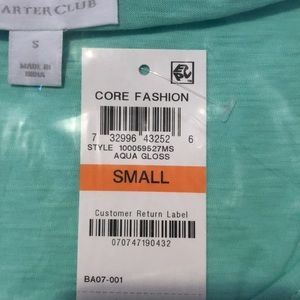 ARTER CLUB
S
MADE IN
INDIA
CORE FASHION
7 32996 43252 6
STYLE 100059527MS
AQUA GLOSS
SMALL
Customer Return Label
070747190432
BA07-001